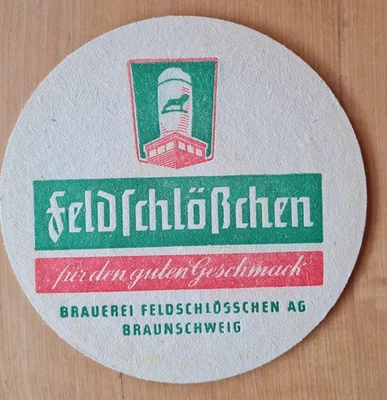 Feldſchlößchen
für den guten Geschmack
BRAUEREI FELDSCHLÖSSCHEN AG
BRAUNSCHWEIG